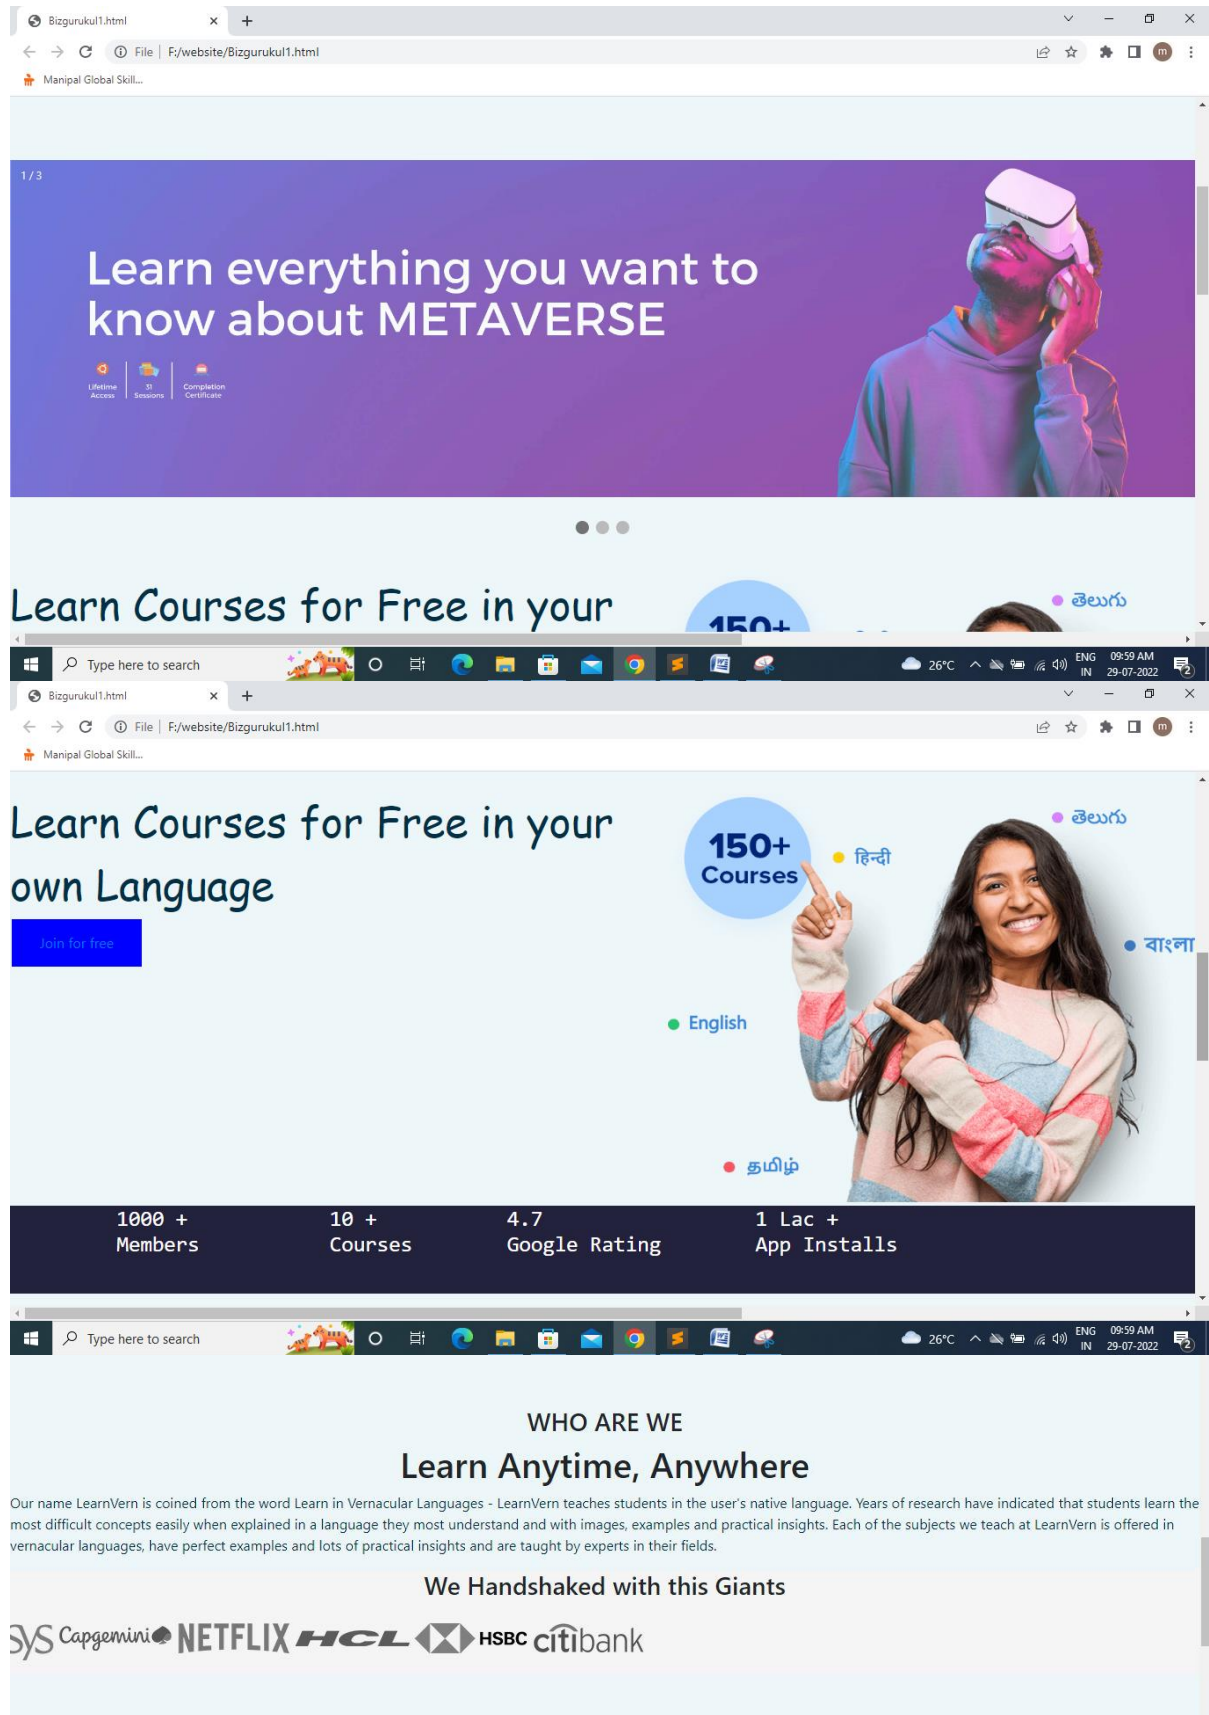 Bizgurukul1.html
File | F:/website/Bizgurukul1.html
m
Manipal Global Skill...
1 / 3
Learn everything you want to
know about METAVERSE
Lifetime
Access
31
Sessions
Completion
Certificate
తెలుగు
Learn Courses for Free in your
150+
Type here to search
26°C
ENG
IN
09:59 AM
29-07-2022
2
Bizgurukul1.html
File | F:/website/Bizgurukul1.html
m
Manipal Global Skill...
Learn Courses for Free in your
own Language
Join for free
150+
Courses
తెలుగు
हिन्दी
বাংলা
English
தமிழ்
1000 +
Members
10 +
Courses
4.7
Google Rating
1 Lac +
App Installs
Type here to search
26°C
ENG
IN
09:59 AM
29-07-2022
2
WHO ARE WE
Learn Anytime, Anywhere
Our name LearnVern is coined from the word Learn in Vernacular Languages - LearnVern teaches students in the user's native language. Years of research have indicated that students learn the
most difficult concepts easily when explained in a language they most understand and with images, examples and practical insights. Each of the subjects we teach at LearnVern is offered in
vernacular languages, have perfect examples and lots of practical insights and are taught by experts in their fields.
We Handshaked with this Giants
sys Capgemini NETFLIX HCL HSBC citibank